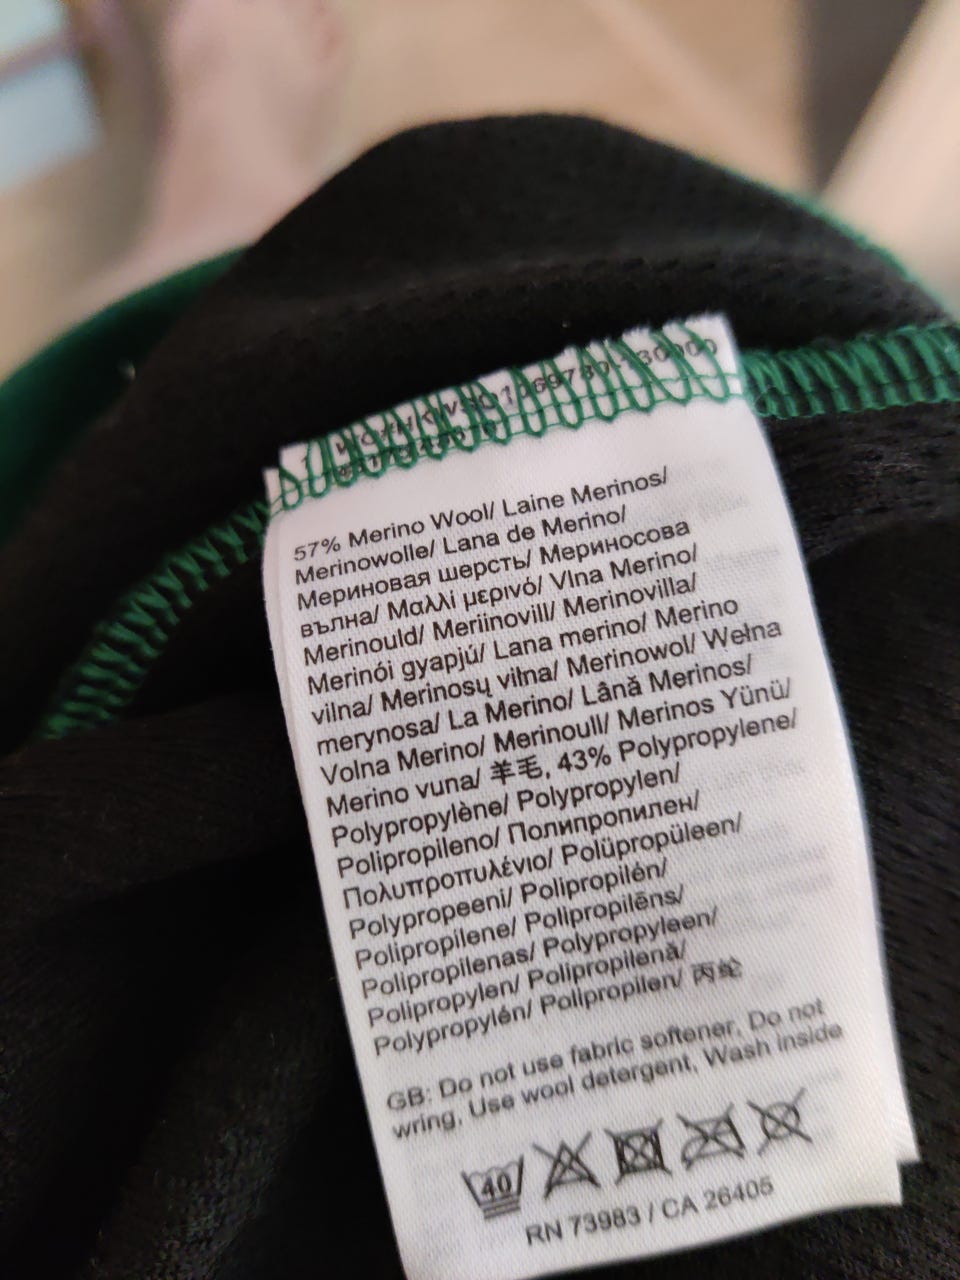 57% Merino Wool/ Laine Merinos/
Merinowolle/ Lana de Merino/
Мериновая шерсть/ Мериносова
вълна/ Μαλλί μερινό/ Vlna Merino/
Merinould/ Meriinovill/ Merinovilla/
Merinói gyapjú/ Lana merino/ Merino
vilna/ Merinosų vilna/ Merinowol/ Wełna
merynosa/ La Merino/ Lână Merinos/
Volna Merino/ Merinoull/ Merinos Yünü/
Merino vuna/ 羊毛, 43% Polypropylene/
Polypropylène/ Polypropylen/
Polipropileno/ Полипропилен/
Πολυπροπυλένιο/ Polüpropüleen/
Polypropeeni/ Polipropilén/
Polipropilene/ Polipropilēns/
Polipropilenas/ Polypropyleen/
Polipropylen/ Polipropilenă/
Polypropylén/ Polipropilen/ 丙纶
GB: Do not use fabric softener. Do not
wring. Use wool detergent. Wash inside
40
RN 73983 / CA 26405